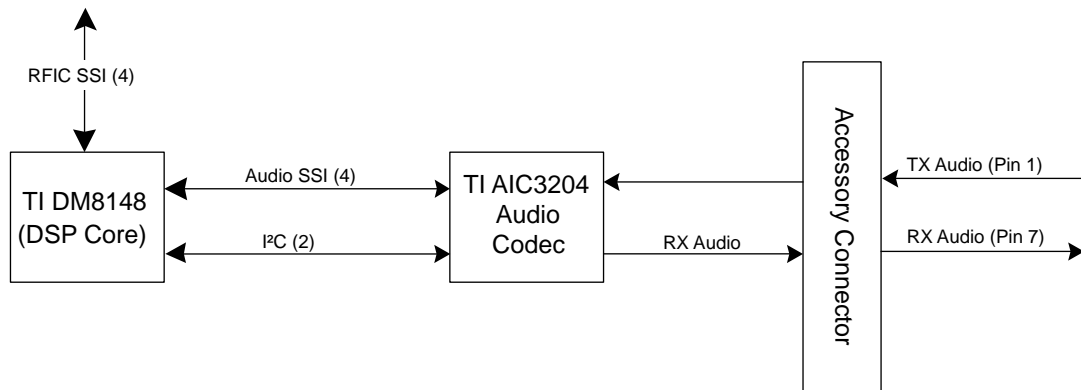 RFIC SSI (4)
TI DM8148
(DSP Core)
Audio SSI (4)
I²C (2)
TI AIC3204
Audio
Codec
RX Audio
Accessory Connector
TX Audio (Pin 1)
RX Audio (Pin 7)